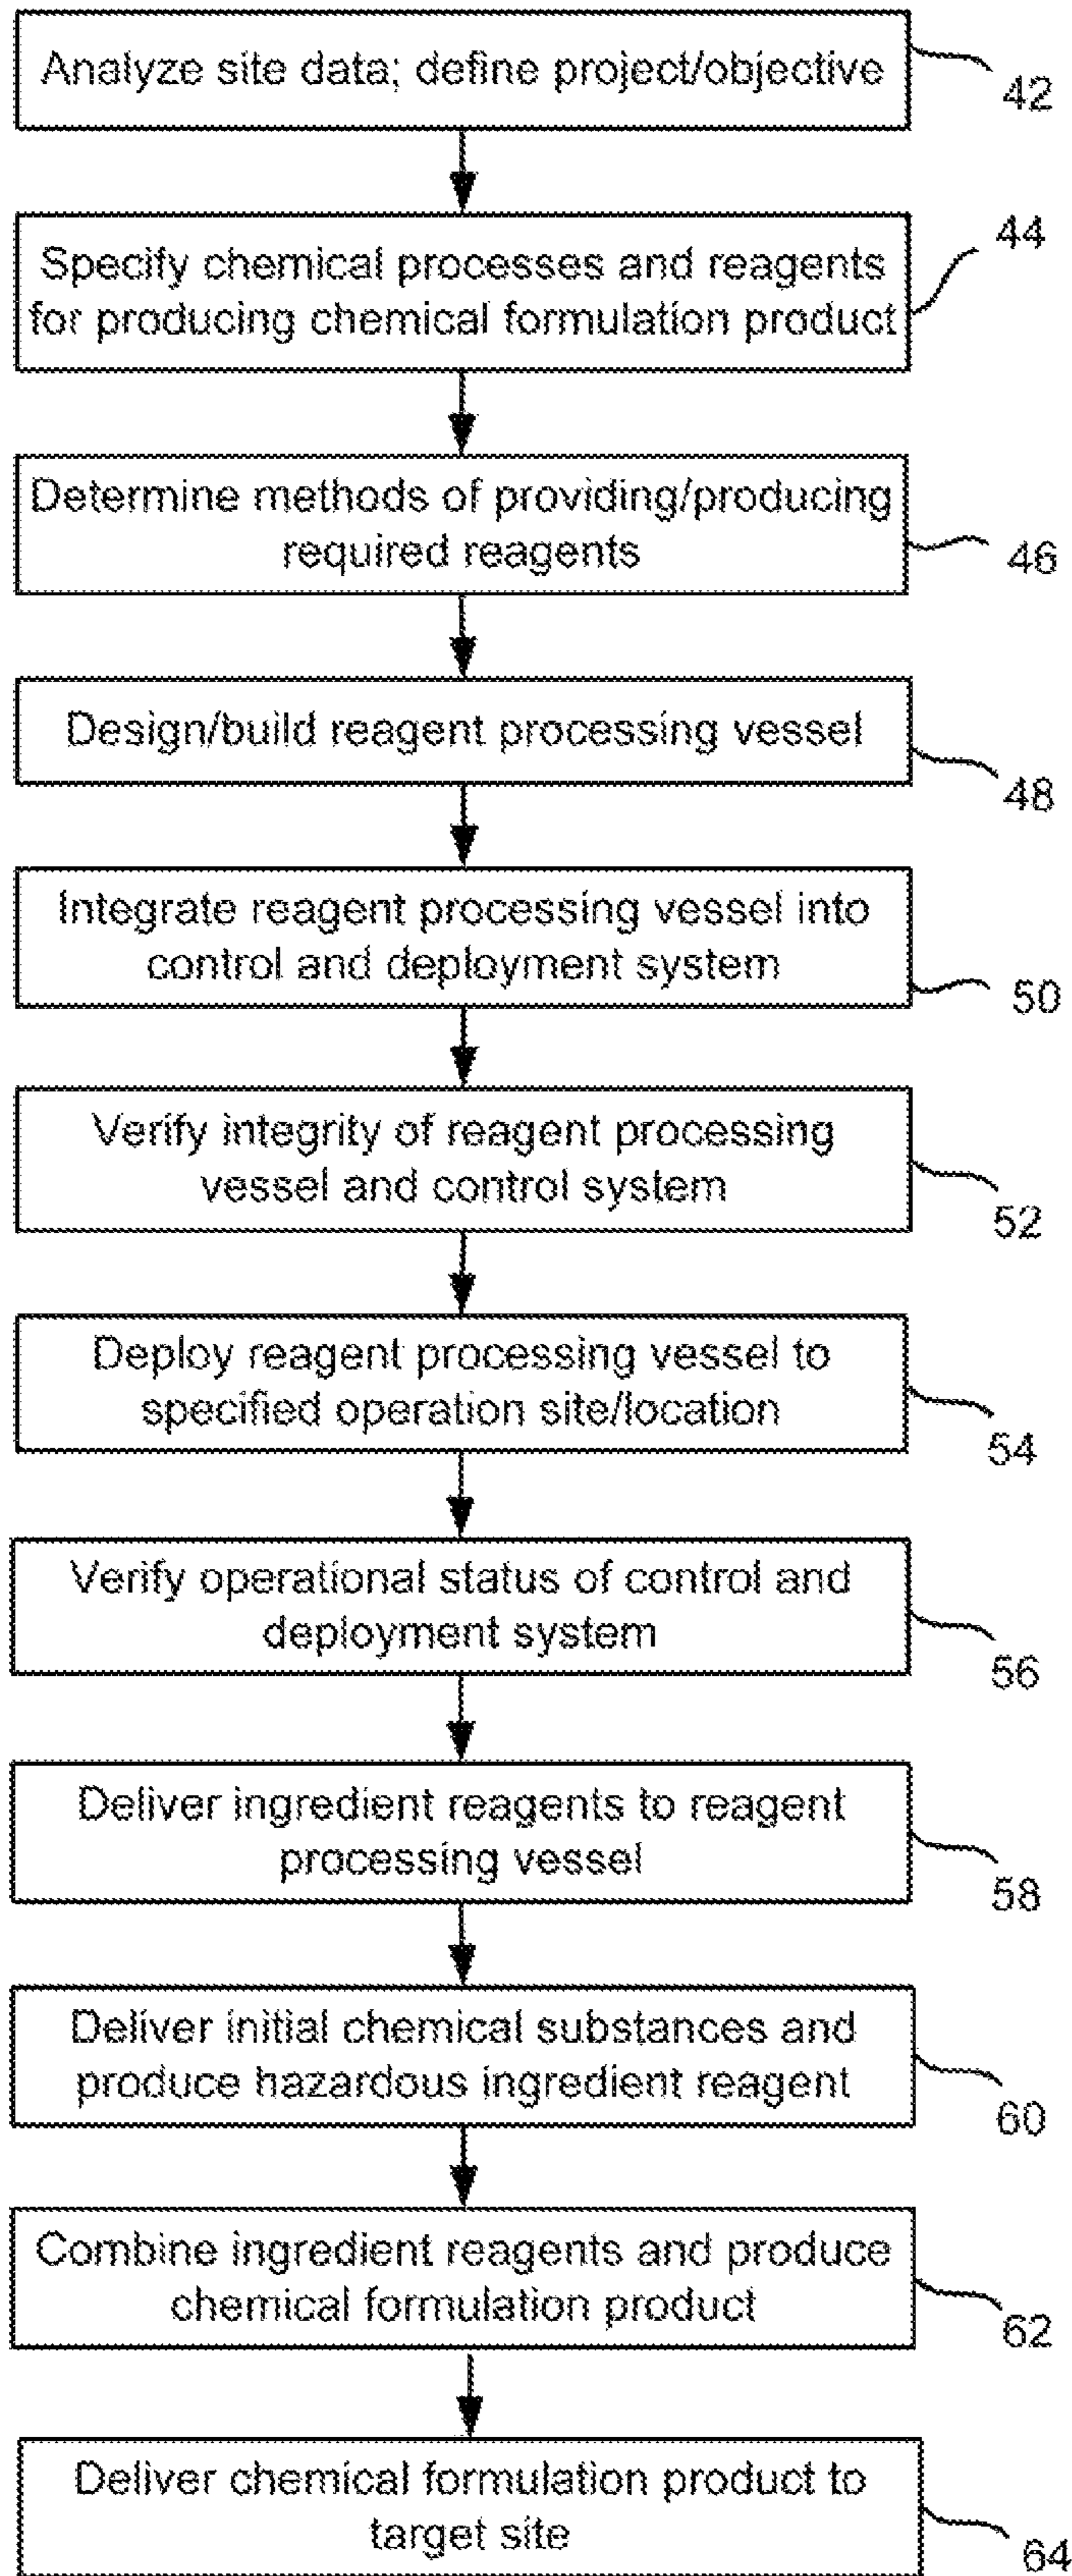 Analyze site data; define project/objective
42
Specify chemical processes and reagents
for producing chemical formulation product
44
Determine methods of providing/producing
required reagents
46
Design/build reagent processing vessel
48
Integrate reagent processing vessel into
control and deployment system
50
Verify integrity of reagent processing
vessel and control system
52
Deploy reagent processing vessel to
specified operation site/location
54
Verify operational status of control and
deployment system
56
Deliver ingredient reagents to reagent
processing vessel
58
Deliver initial chemical substances and
produce hazardous ingredient reagent
60
Combine ingredient reagents and produce
chemical formulation product
62
Deliver chemical formulation product to
target site
64